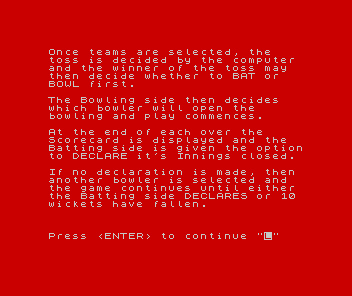 Once teams are selected, the
toss is decided by the computer
and the winner of the toss may
then decide whether to BAT or
BOWL first.
The Bowling side then decides
which bowler will open the
bowling and play commences.
At the end of each over the
Scorecard is displayed and the
Batting side is given the option
to DECLARE it's Innings closed.
If no declaration is made, then
another bowler is selected and
the game continues until either
the Batting side DECLARES or 10
wickets have fallen.
Press <ENTER> to continue "L"